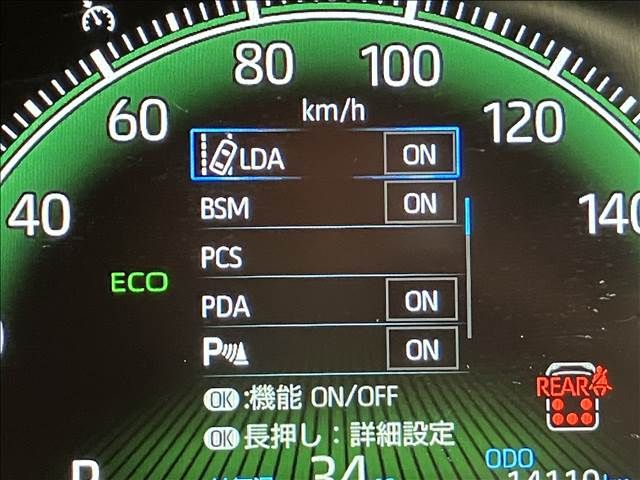 80 100
60 km/h 120
40 140
LDA ON
BSM ON
PCS
ECO
PDA ON
P ON
OK:機能 ON/OFF
REAR
OK長押し:詳細設定
ODO
34